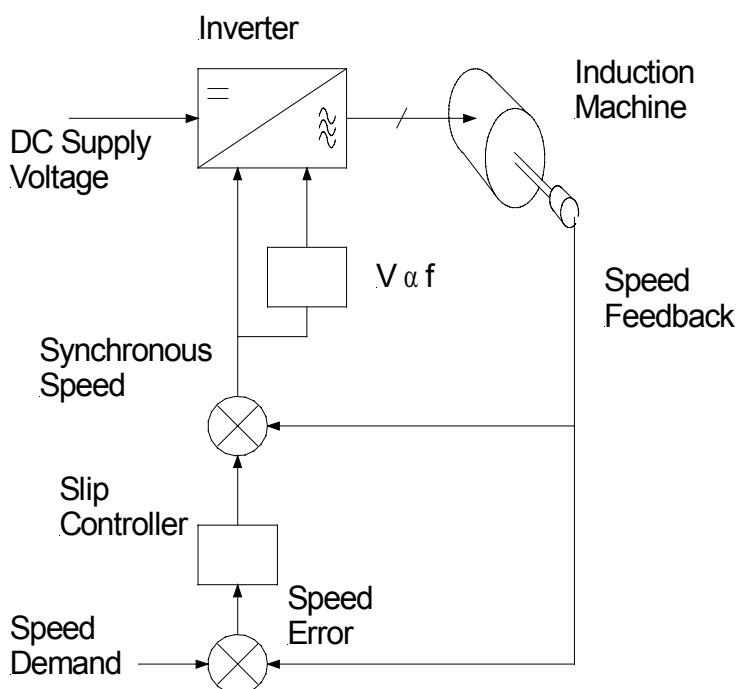 Inverter
Induction
Machine
DC Supply
Voltage
V α f
Speed
Feedback
Synchronous
Speed
Slip
Controller
Speed
Error
Speed
Demand